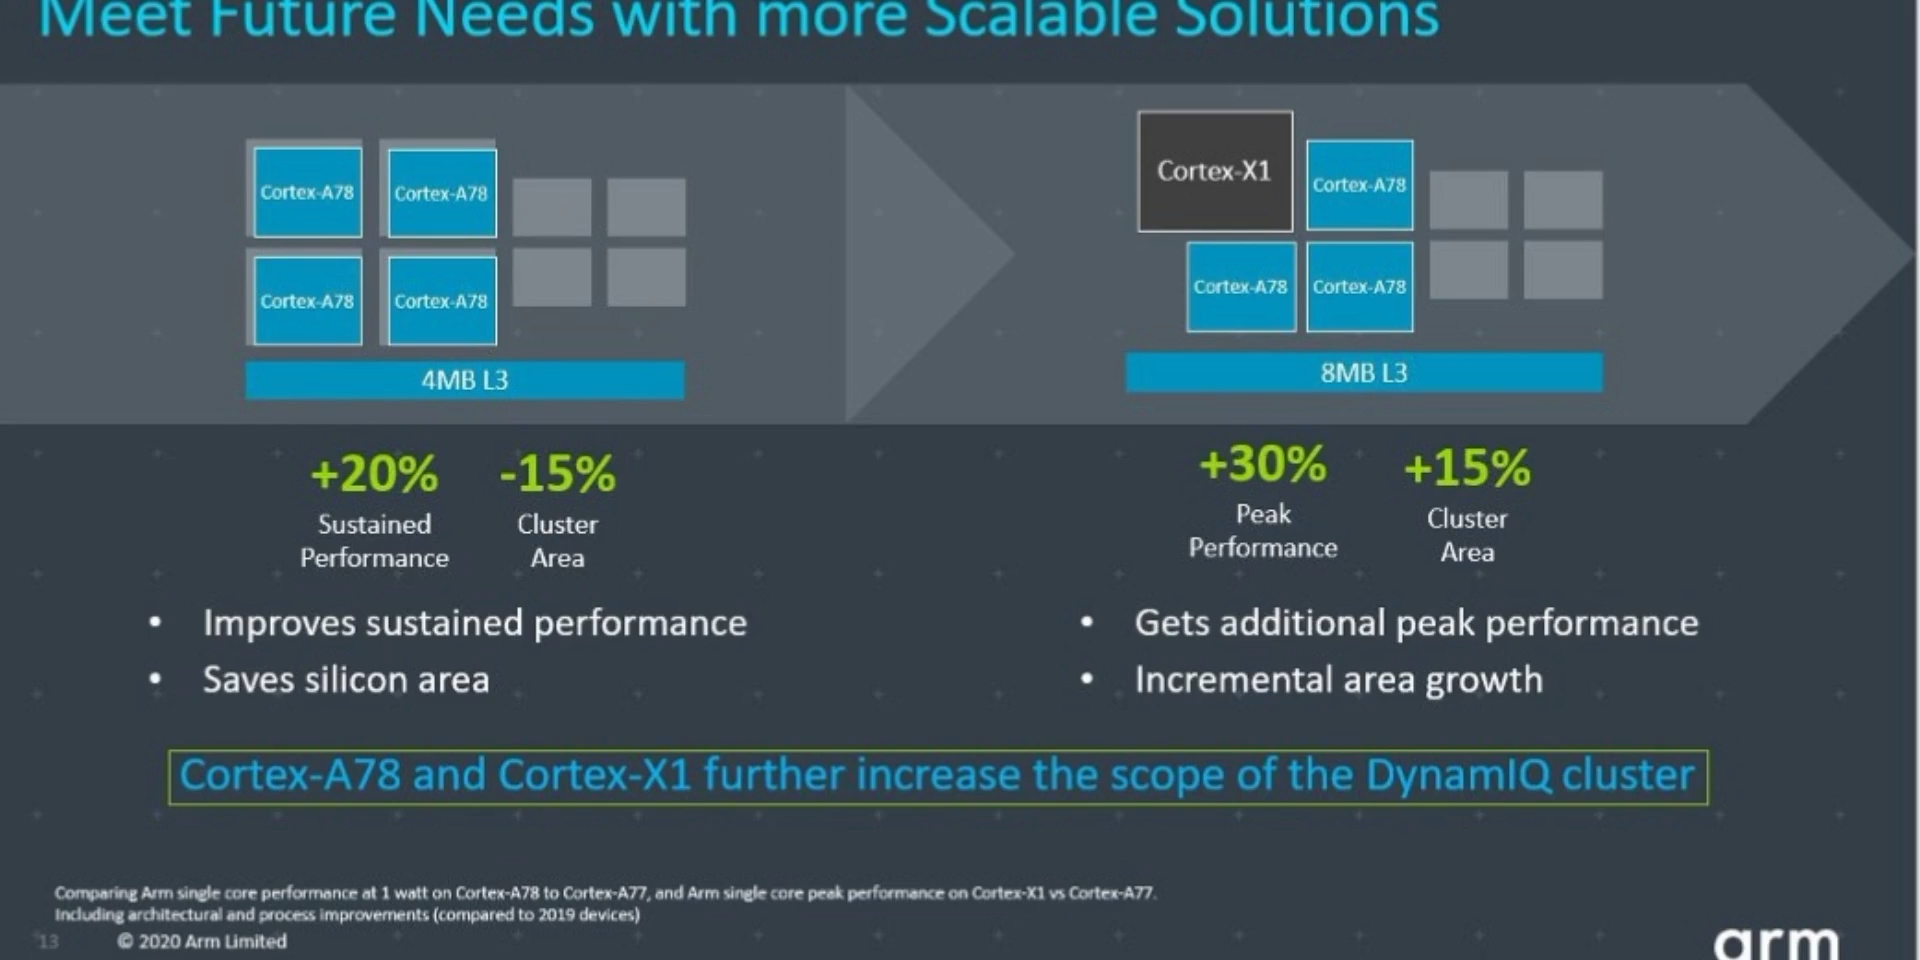 Meet Future Needs with more Scalable Solutions
Cortex-A78 Cortex-A78
Cortex-A78 Cortex-A78
4MB L3
Cortex-X1 Cortex-A78
Cortex-A78 Cortex-A78
8MB L3
+20% -15%
Sustained Cluster
Performance Area
+30% +15%
Peak Cluster
Performance Area
• Improves sustained performance
• Saves silicon area
• Gets additional peak performance
• Incremental area growth
Cortex-A78 and Cortex-X1 further increase the scope of the DynamIQ cluster
Comparing Arm single core performance at 1 watt on Cortex-A78 to Cortex-A77, and Arm single core peak performance on Cortex-X1 vs Cortex-A77.
Including architectural and process improvements (compared to 2019 devices)
13 © 2020 Arm Limited
arm